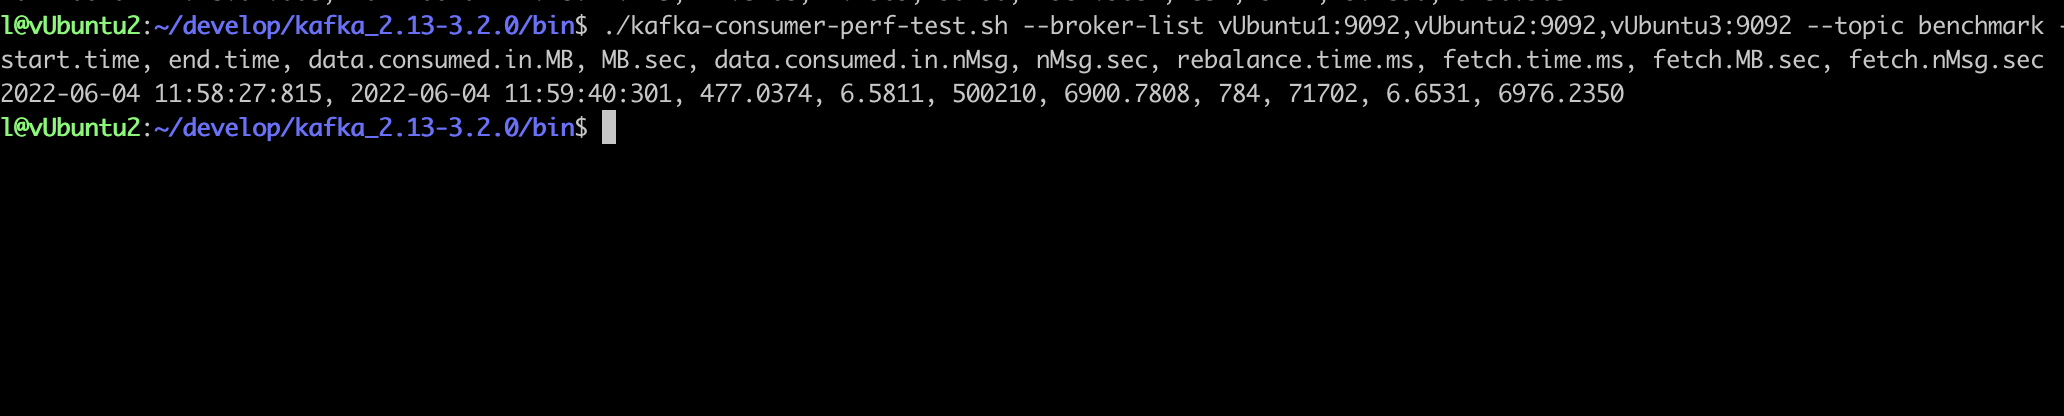 l@vUbuntu2:~/develop/kafka_2.13-3.2.0/bin$ ./kafka-consumer-perf-test.sh --broker-list vUbuntu1:9092,vUbuntu2:9092,vUbuntu3:9092 --topic benchmark
start.time, end.time, data.consumed.in.MB, MB.sec, data.consumed.in.nMsg, nMsg.sec, rebalance.time.ms, fetch.time.ms, fetch.MB.sec, fetch.nMsg.sec
2022-06-04 11:58:27:815, 2022-06-04 11:59:40:301, 477.0374, 6.5811, 500210, 6900.7808, 784, 71702, 6.6531, 6976.2350
l@vUbuntu2:~/develop/kafka_2.13-3.2.0/bin$